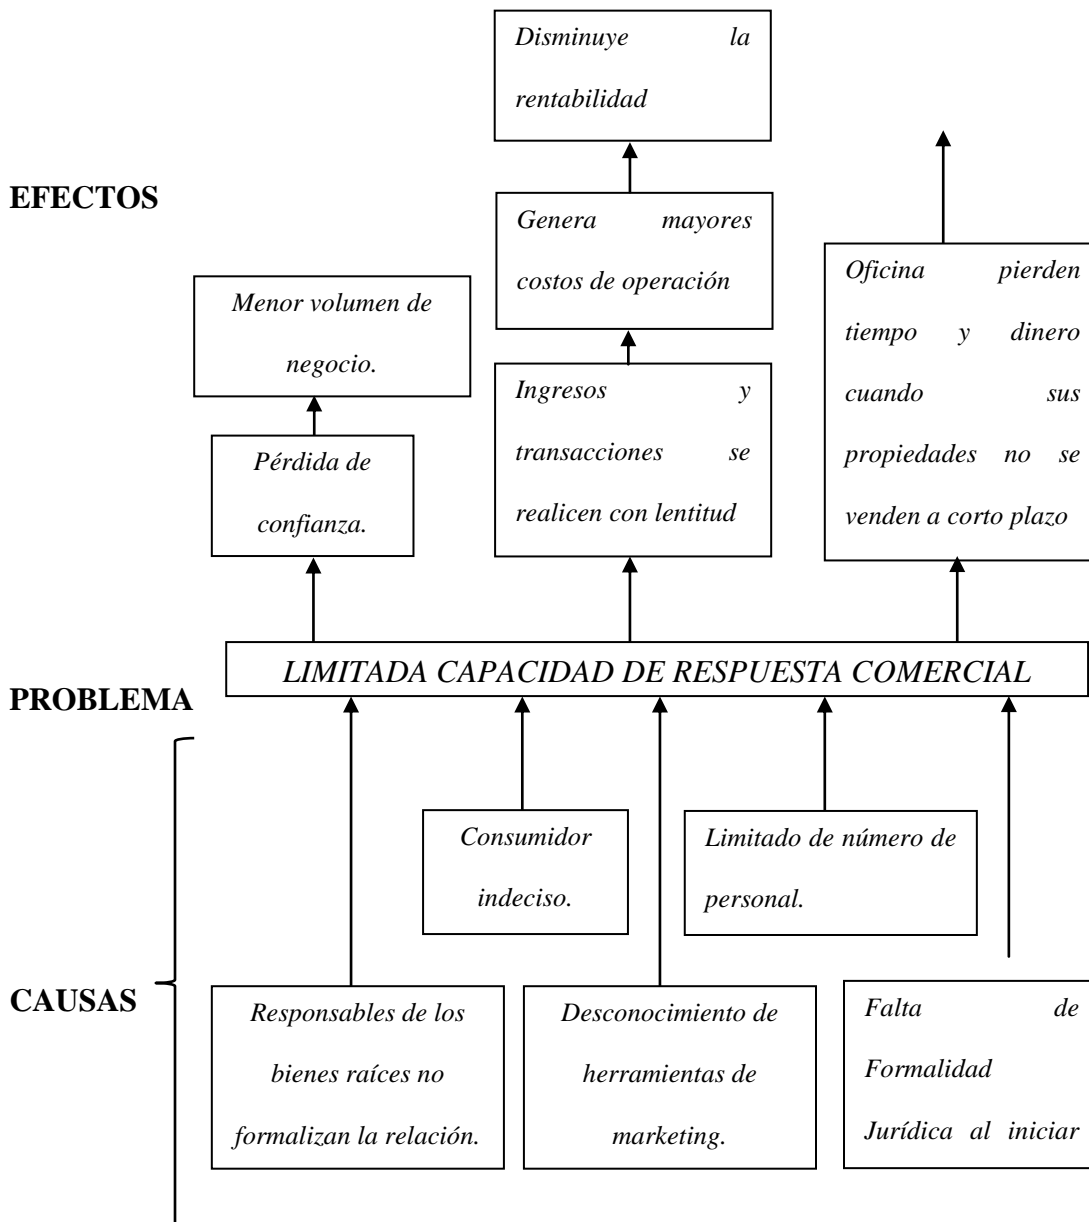 Disminuye la
rentabilidad
EFECTOS
Genera mayores
costos de operación
Oficina pierden
tiempo y dinero
cuando sus
propiedades no se
venden a corto plazo
Menor volumen de
negocio.
Ingresos y
transacciones se
realicen con lentitud
Pérdida de
confianza.
LIMITADA CAPACIDAD DE RESPUESTA COMERCIAL
PROBLEMA
Consumidor
indeciso.
Limitado de número de
personal.
CAUSAS
Responsables de los
bienes raíces no
formalizan la relación.
Desconocimiento de
herramientas de
marketing.
Falta de
Formalidad
Jurídica al iniciar